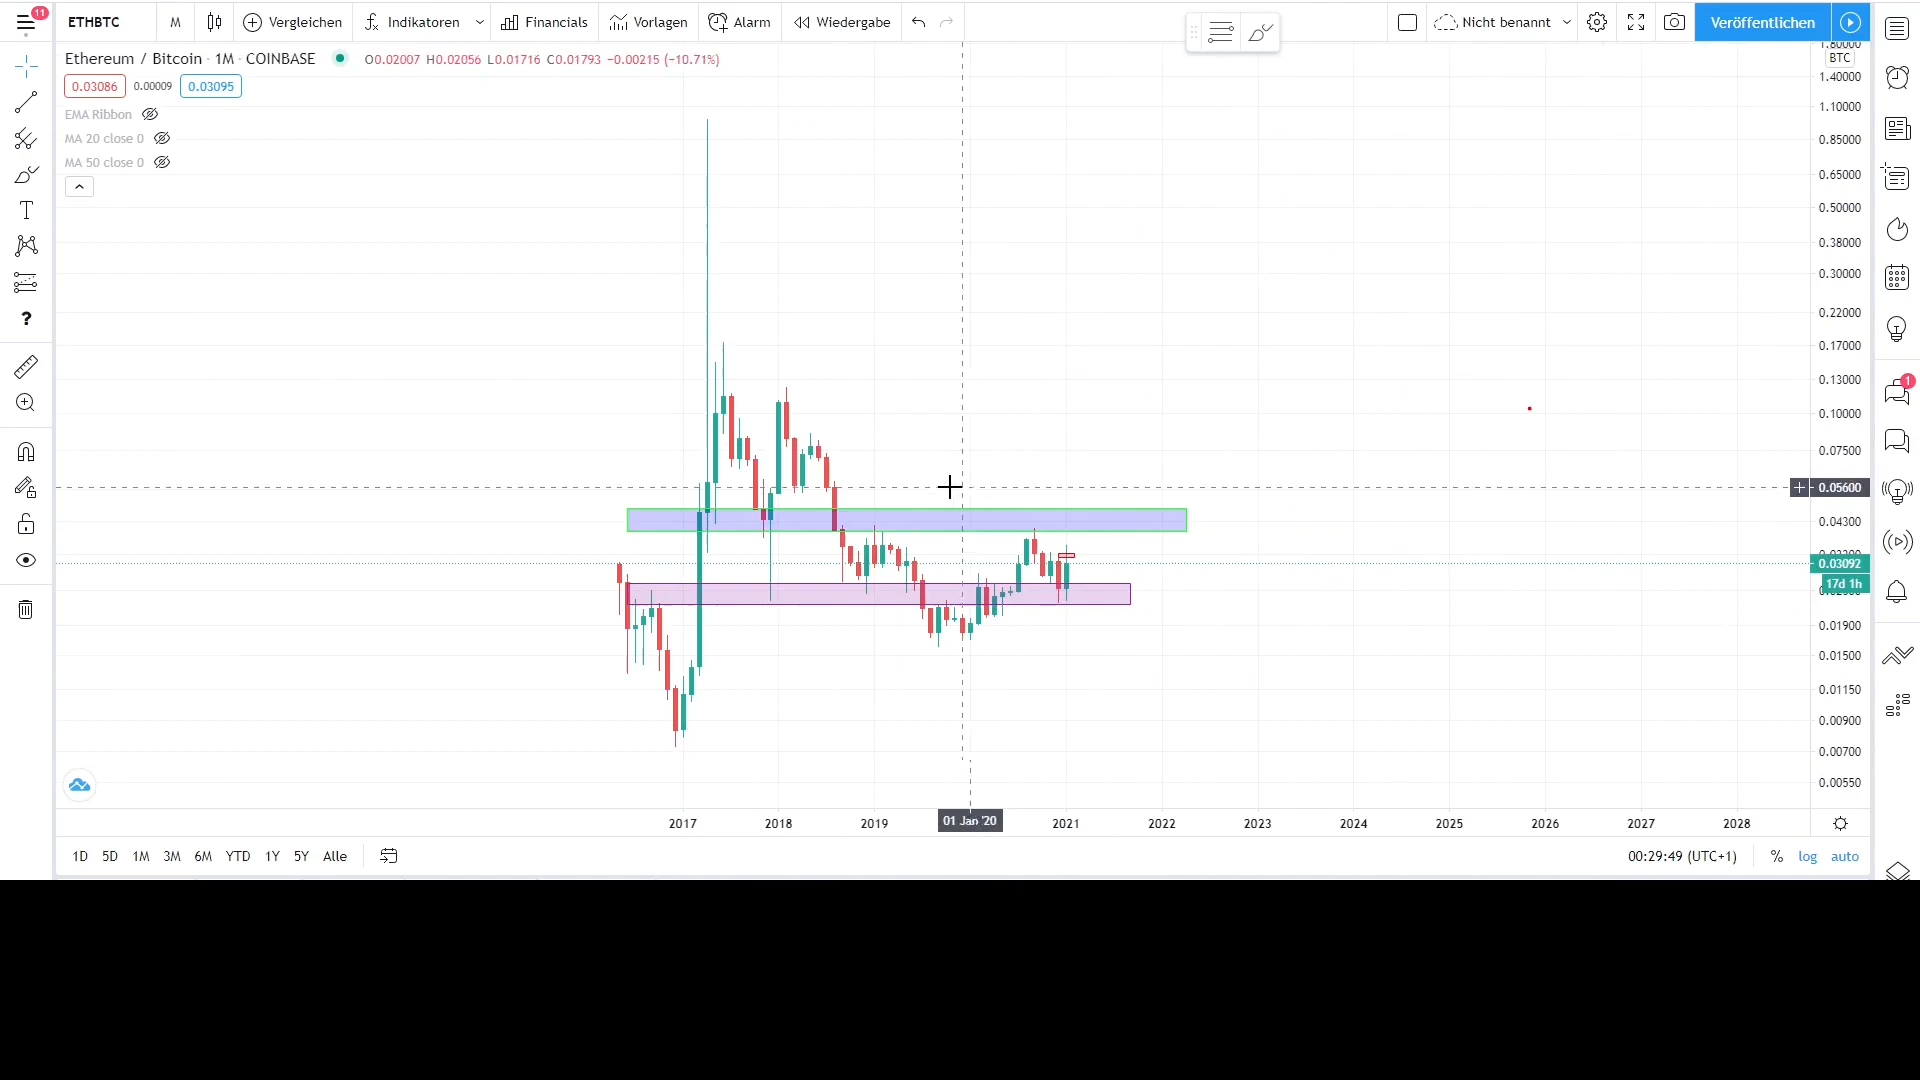 11
ETHBTC
M
Vergleichen
Indikatoren
Financials
Vorlagen
Alarm
Wiedergabe
Nicht benannt
Veröffentlichen
Ethereum / Bitcoin · 1M · COINBASE
O0.02007 H0.02056 L0.01716 C0.01793 −0.00215 (−10.71%)
0.03086 0.00009 0.03095
EMA Ribbon
MA 20 close 0
MA 50 close 0
1.80000
BTC
1.40000
1.10000
0.85000
0.65000
0.50000
0.38000
0.30000
0.22000
0.17000
0.13000
0.10000
0.07500
0.05600
0.04300
0.03092
17d 1h
0.01900
0.01500
0.01150
0.00900
0.00700
0.00550
1
2017 2018 2019 01 Jan '20 2021 2022 2023 2024 2025 2026 2027 2028
1D 5D 1M 3M 6M YTD 1Y 5Y Alle
00:29:49 (UTC+1) % log auto